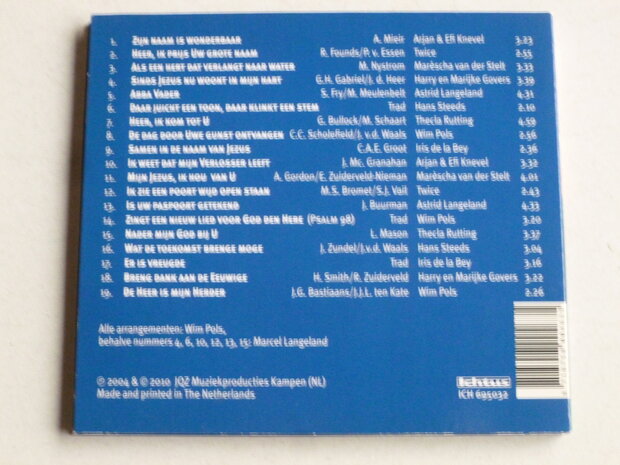 1. Zijn naam is wonderbaar A. Mieir Arjan & Efi Knevel 3.23
2. Heer, ik prijs Uw grote naam R. Founds/P. v. Essen Twice 2.55
3. Als een hert dat verlangt naar water M. Nystrom Marèscha van der Stelt 3.33
4. Sinds Jezus nu woont in mijn hart G.H. Gabriel/J. d. Heer Harry en Marijke Govers 3.39
5. Abba Vader S. Fry/M. Meulenbelt Astrid Langeland 4.31
6. Daar juicht een toon, daar klinkt een stem Trad Hans Steeds 2.10
7. Heer, ik kom tot U G. Bullock/M. Schaart Thecla Rutting 4.59
8. De dag door Uwe gunst ontvangen C.C. Scholefield/J. v.d. Waals Wim Pols 2.56
9. Samen in de naam van Jezus C.A.E. Groot Iris de la Bey 2.36
10. Ik weet dat mijn Verlosser leeft J. Mc. Granahan Arjan & Efi Knevel 3.32
11. Mijn Jezus, ik hou van U A. Gordon/E. Zuiderveld-Nieman Marèscha van der Stelt 4.01
12. Ik zie een poort wijd open staan M.S. Bromet/S.J. Vail Twice 2.43
13. Is uw paspoort getekend J. Buurman Astrid Langeland 4.33
14. Zingt een nieuw lied voor God den Here (Psalm 98) Trad Wim Pols 3.20
15. Nader mijn God bij U L. Mason Thecla Rutting 3.37
16. Wat de toekomst brenge moge J. Zundel/J.v.d. Waals Hans Steeds 3.04
17. Er is vreugde Trad Iris de la Bey 3.16
18. Breng dank aan de Eeuwige H. Smith/R. Zuiderveld Harry en Marijke Govers 3.22
19. De Heer is mijn Herder J.G. Bastiaans/J.J.L. ten Kate Wim Pols 2.26
Alle arrangementen: Wim Pols,
behalve nummers 4, 6, 10, 12, 13, 15: Marcel Langeland
℗ 2004 & © 2010 JQZ Muziekproducties Kampen (NL)
Made and printed in The Netherlands
Ichtus
ICH 695032